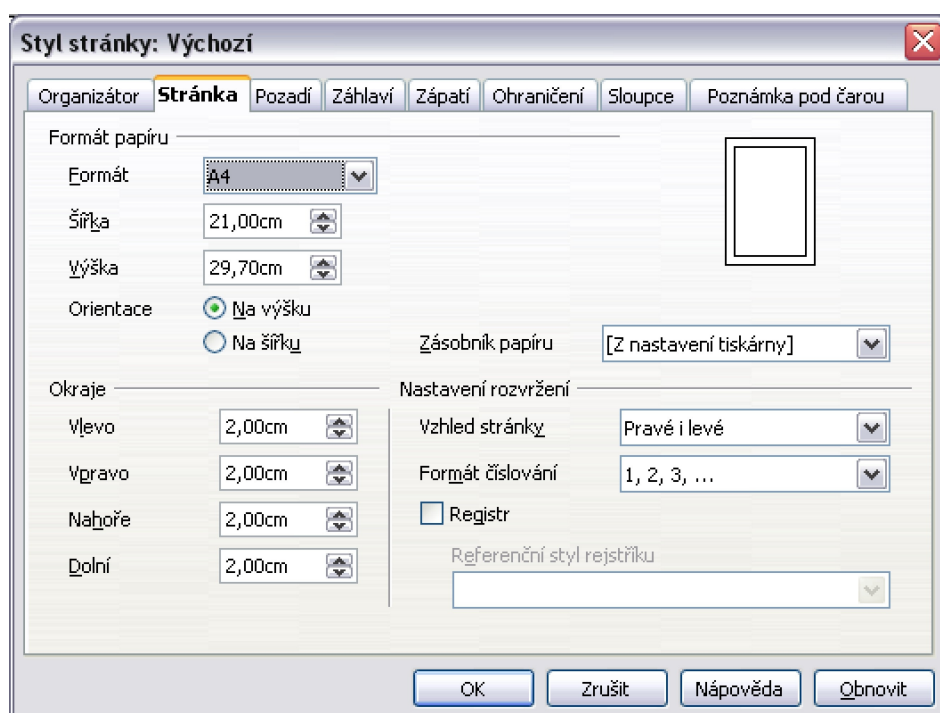 Styl stránky: Výchozí
Organizátor Stránka Pozadí Záhlaví Zápatí Ohraničení Sloupce Poznámka pod čarou
Formát papíru
Formát A4
Šířka 21,00cm
Výška 29,70cm
Orientace Na výšku
Na šířku
Zásobník papíru [Z nastavení tiskárny]
Okraje
Vlevo 2,00cm
Vpravo 2,00cm
Nahoře 2,00cm
Dolní 2,00cm
Nastavení rozvržení
Vzhled stránky Pravé i levé
Formát číslování 1, 2, 3, ...
Registr
Referenční styl rejstříku
OK Zrušit Nápověda Obnovit